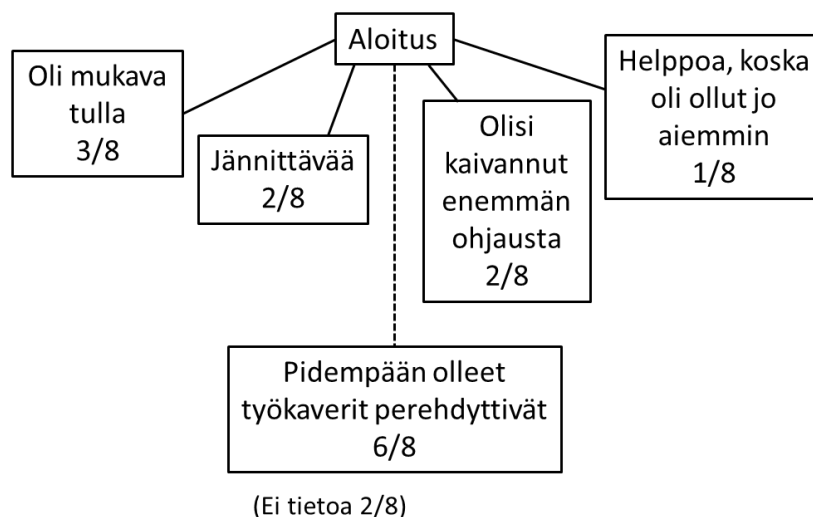 Aloitus
Oli mukava
tulla
3/8
Jännittävää
2/8
Olisi
kaivannut
enemmän
ohjausta
2/8
Helppoa, koska
oli ollut jo
aiemmin
1/8
Pidempään olleet
työkaverit perehdyttivät
6/8
(Ei tietoa 2/8)